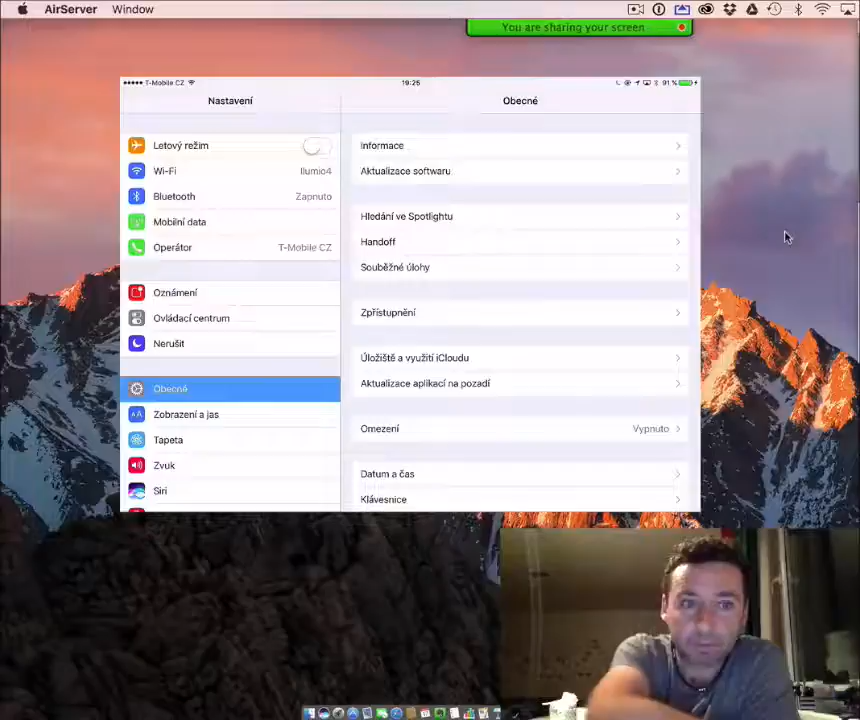 AirServer Window
You are sharing your screen
T-Mobile CZ 19:25 91 %
Nastavení
Obecné
Letový režim
Wi-Fi Ilumio4
Bluetooth Zapnuto
Mobilní data
Operátor T-Mobile CZ
Oznámení
Ovládací centrum
Nerušit
Obecné
Zobrazení a jas
Tapeta
Zvuk
Siri
Informace
Aktualizace softwaru
Hledání ve Spotlightu
Handoff
Souběžné úlohy
Zpřístupnění
Úložiště a využití iCloudu
Aktualizace aplikací na pozadí
Omezení Vypnuto
Datum a čas
Klávesnice